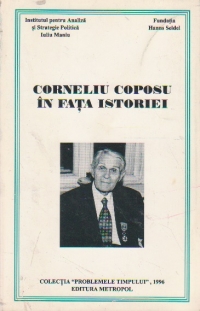 Institutul pentru Analiză
și Strategie Politică
Iuliu Maniu
Fundația
Hanns Seidel
CORNELIU COPOSU
ÎN FAȚA ISTORIEI
COLECȚIA "PROBLEMELE TIMPULUI", 1996
EDITURA METROPOL